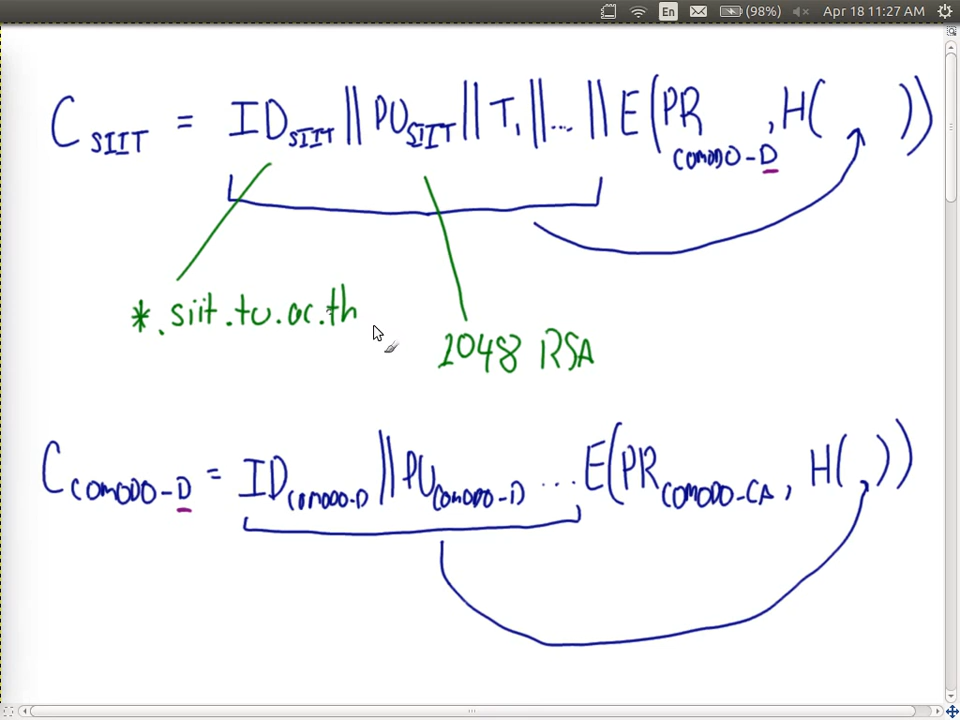 En (98%) Apr 18 11:27 AM
C SIIT = ID SIIT || PU SIIT || T₁ || ... || E(PR COMODO-D, H( ))
*.siit.tu.ac.th
2048 RSA
C COMODO-D = ID COMODO-D || PU COMODO-D ... E(PR COMODO-CA, H( ))